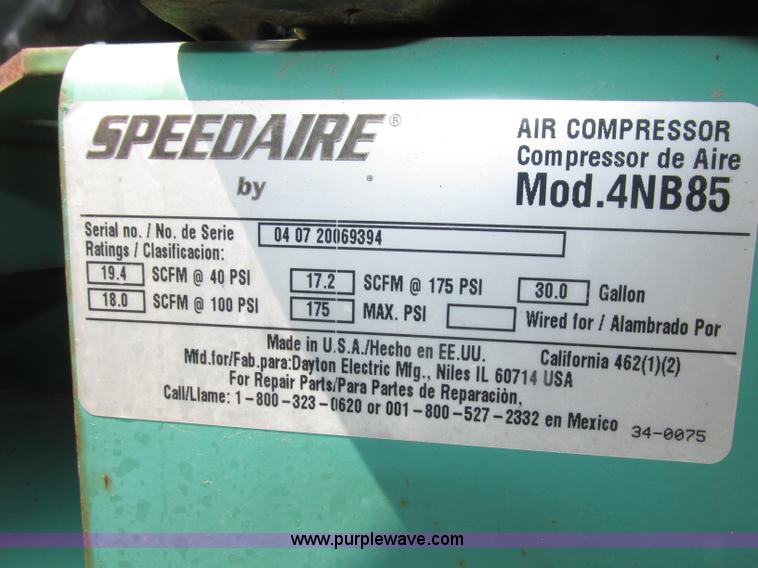 SPEEDAIRE®
by ®
AIR COMPRESSOR
Compressor de Aire
Mod.4NB85
Serial no. / No. de Serie 04 07 20069394
Ratings / Clasificacion:
19.4 SCFM @ 40 PSI 17.2 SCFM @ 175 PSI 30.0 Gallon
18.0 SCFM @ 100 PSI 175 MAX. PSI Wired for / Alambrado Por
Made in U.S.A./Hecho en EE.UU. California 462(1)(2)
Mfd.for/Fab.para:Dayton Electric Mfg., Niles IL 60714 USA
For Repair Parts/Para Partes de Reparación,
Call/Llame: 1-800-323-0620 or 001-800-527-2332 en Mexico
34-0075
www.purplewave.com